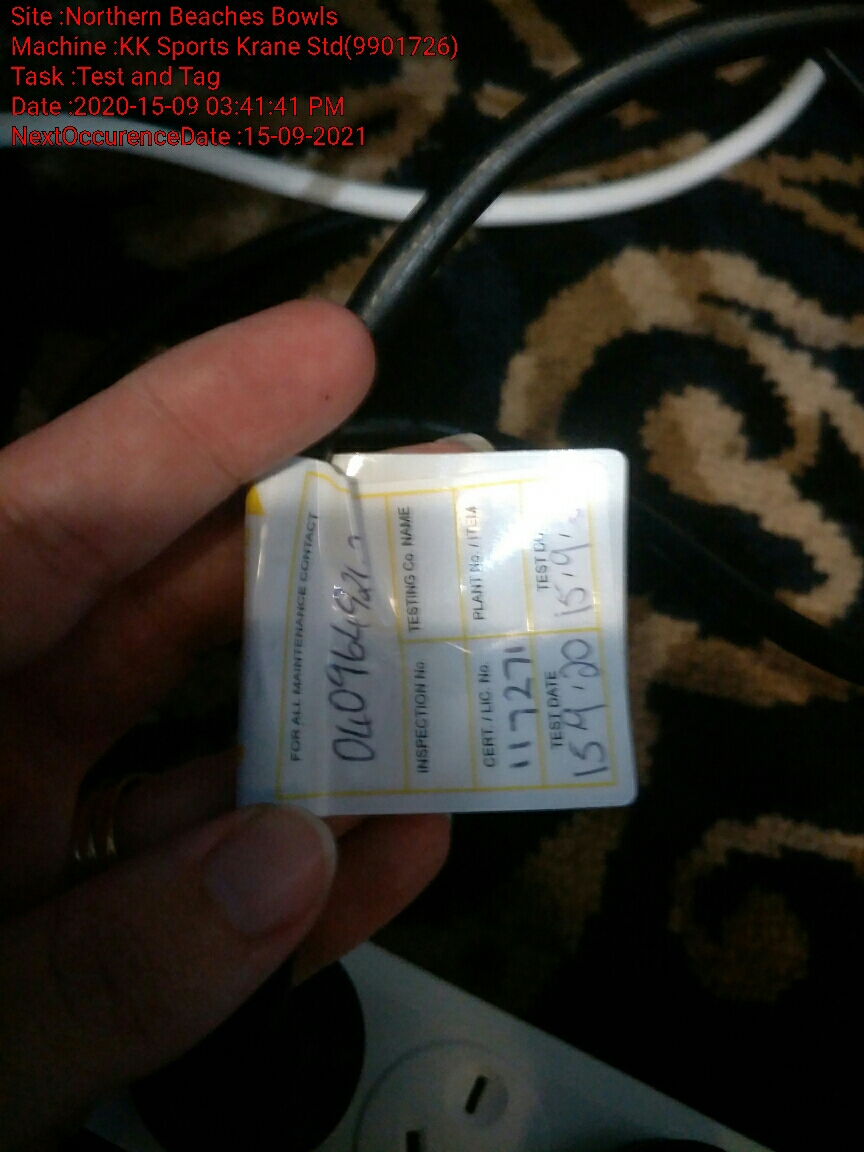 Site :Northern Beaches Bowls
Machine :KK Sports Krane Std(9901726)
Task :Test and Tag
Date :2020-15-09 03:41:41 PM
NextOccurenceDate :15-09-2021
FOR ALL MAINTENANCE CONTACT
INSPECTION No
TESTING Co NAME
CERT / LIC. No.
117271
PLANT No. / ITEM
TEST DATE
15 9 '20
TEST
15.9